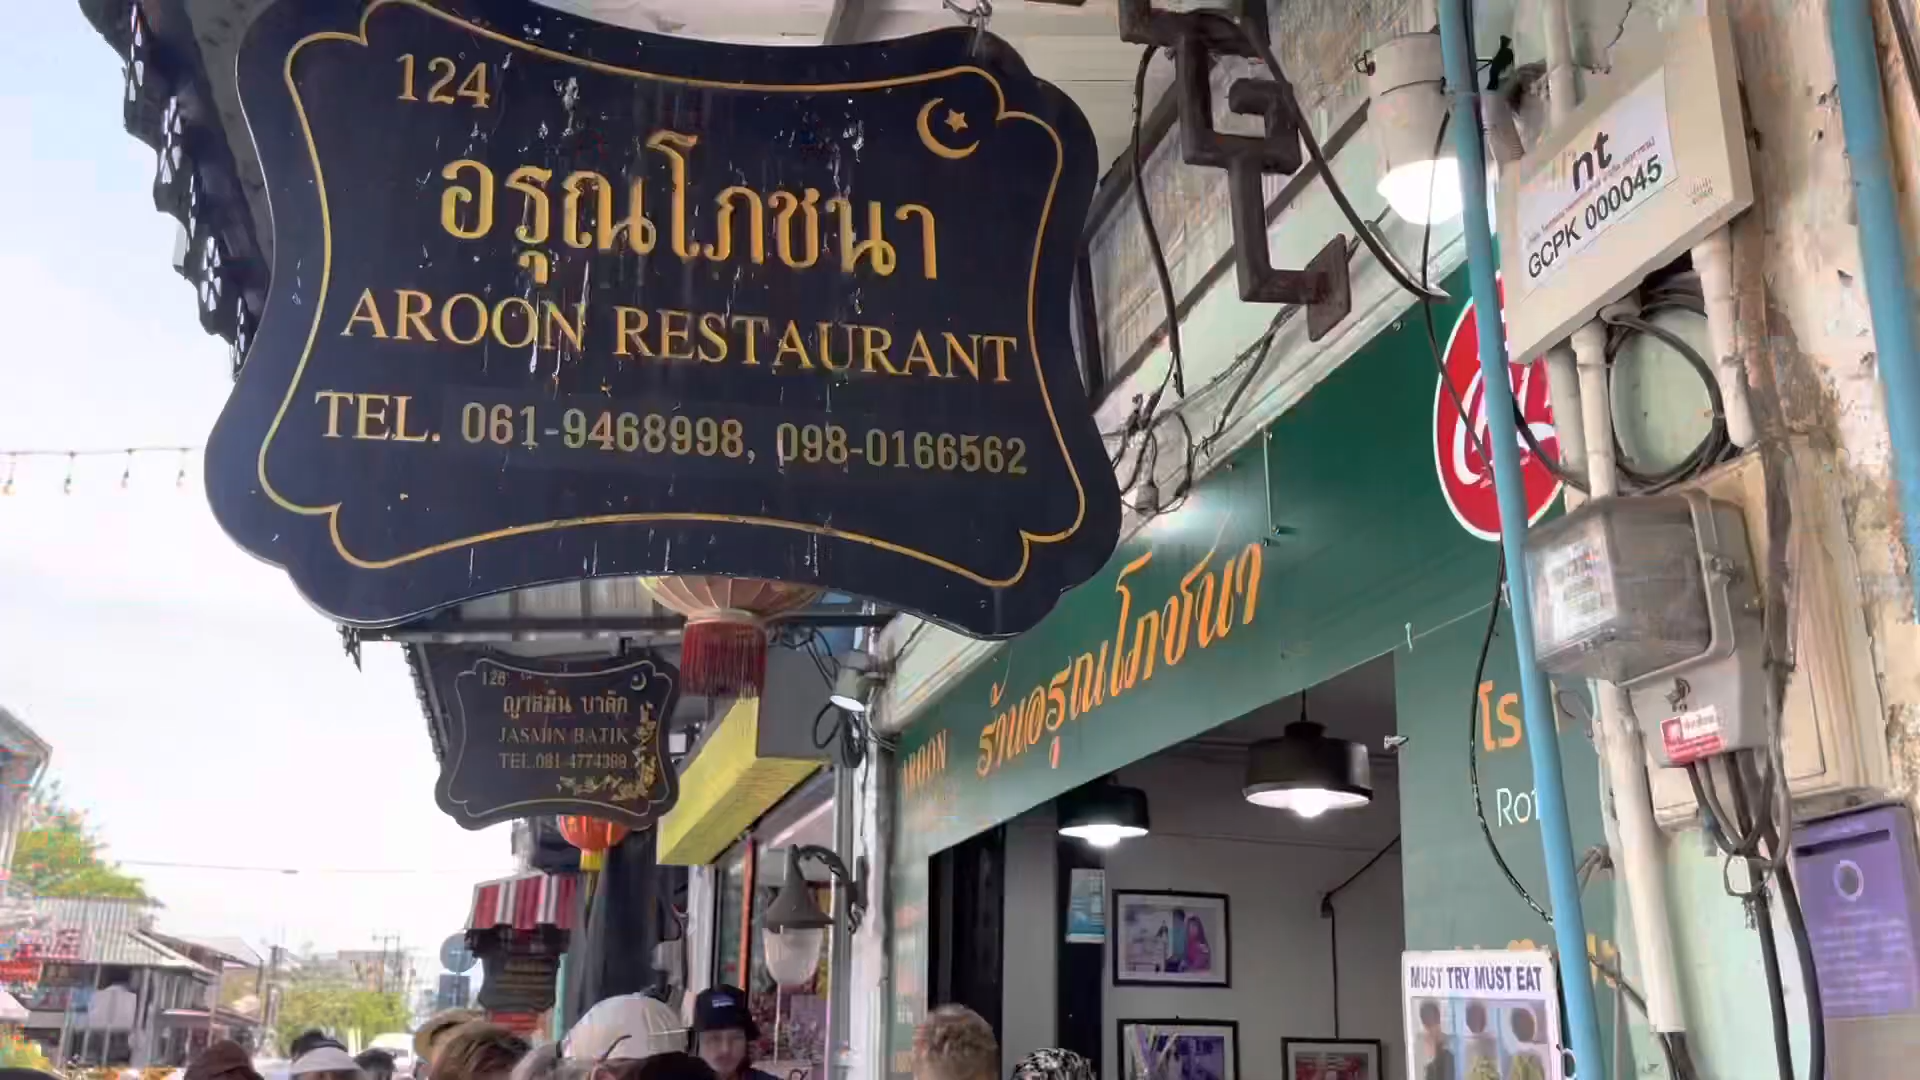 124
อรุณโภชนา
AROON RESTAURANT
TEL. 061-9468998, 098-0166562
nt
GCPK 000045
126
ญาสมิน บาติก
JASMIN BATIK
TEL.081-4774389
AROON
ร้านอรุณโภชนา
MUST TRY MUST EAT